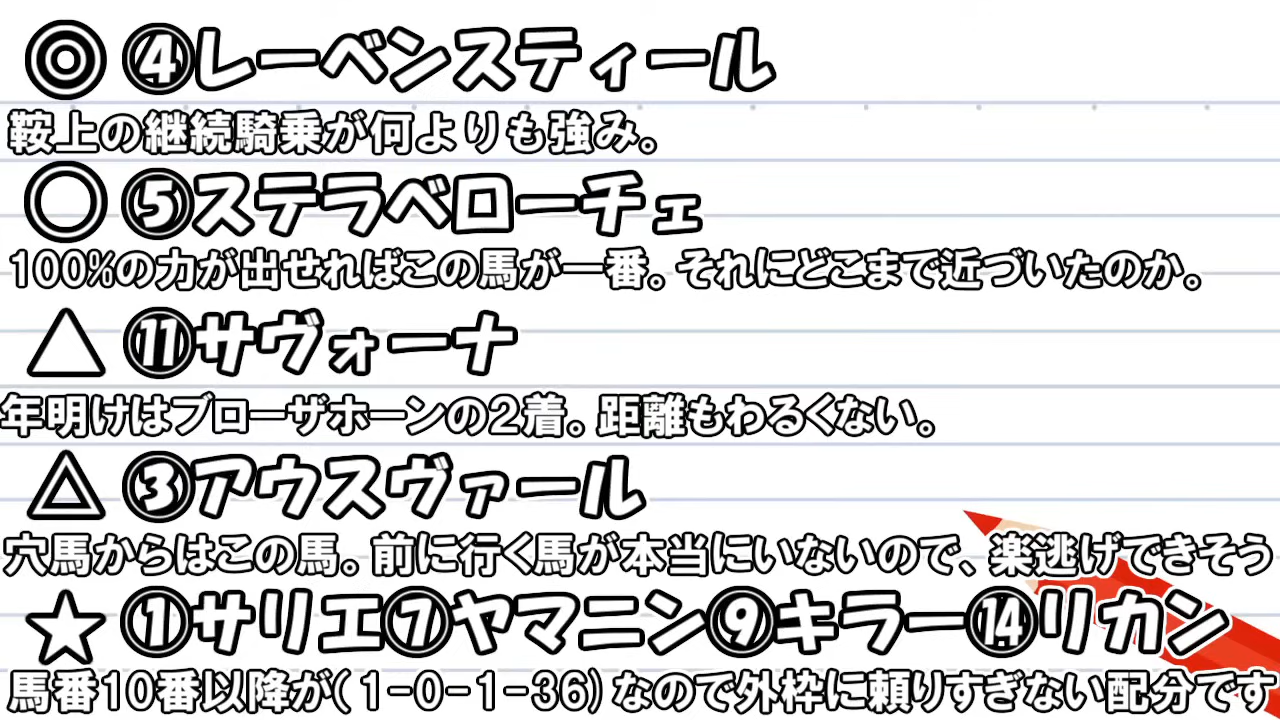 ◎④レーベンスティール
鞍上の継続騎乗が何よりも強み。
○⑤ステラベローチェ
100%の力が出せればこの馬が一番。それにどこまで近づいたのか。
△⑪サヴォーナ
年明けはブローザホーンの2着。距離もわるくない。
△③アウスヴァール
穴馬からはこの馬。前に行く馬が本当にいないので、楽逃げできそう
★①サリエ⑦ヤマニン⑨キラー⑭リカン
馬番10番以降が(1-0-1-36)なので外枠に頼りすぎない配分です